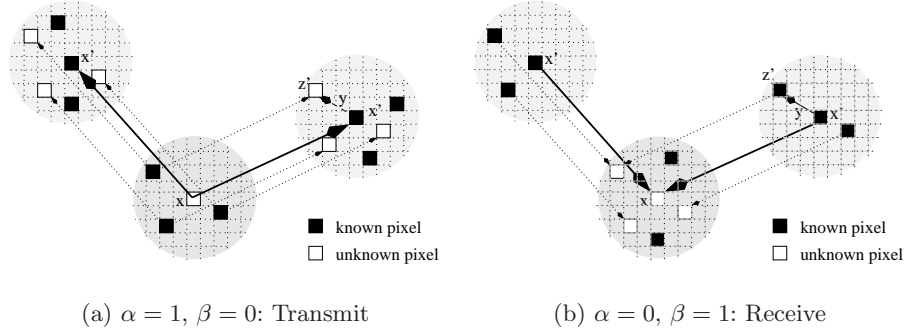 x'
z'
y
x'
x
known pixel
unknown pixel
(a) α = 1, β = 0: Transmit
x'
z'
y
x'
x
known pixel
unknown pixel
(b) α = 0, β = 1: Receive